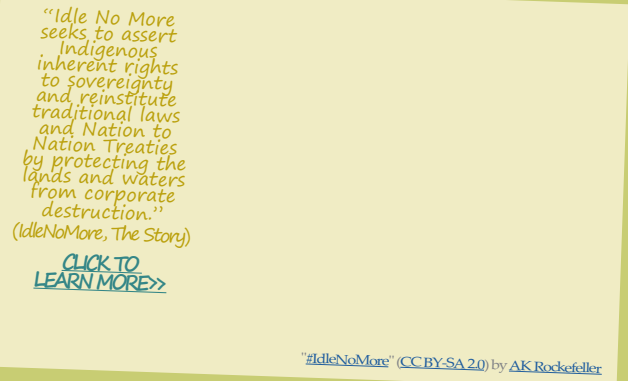 “Idle No More
seeks to assert
Indigenous
inherent rights
to sovereignty
and reinstitute
traditional laws
and Nation to
Nation Treaties
by protecting the
lands and waters
from corporate
destruction.”
(IdleNoMore, The Story)
CLICK TO
LEARN MORE>>
"#IdleNoMore" (CC BY-SA 2.0) by AK Rockefeller